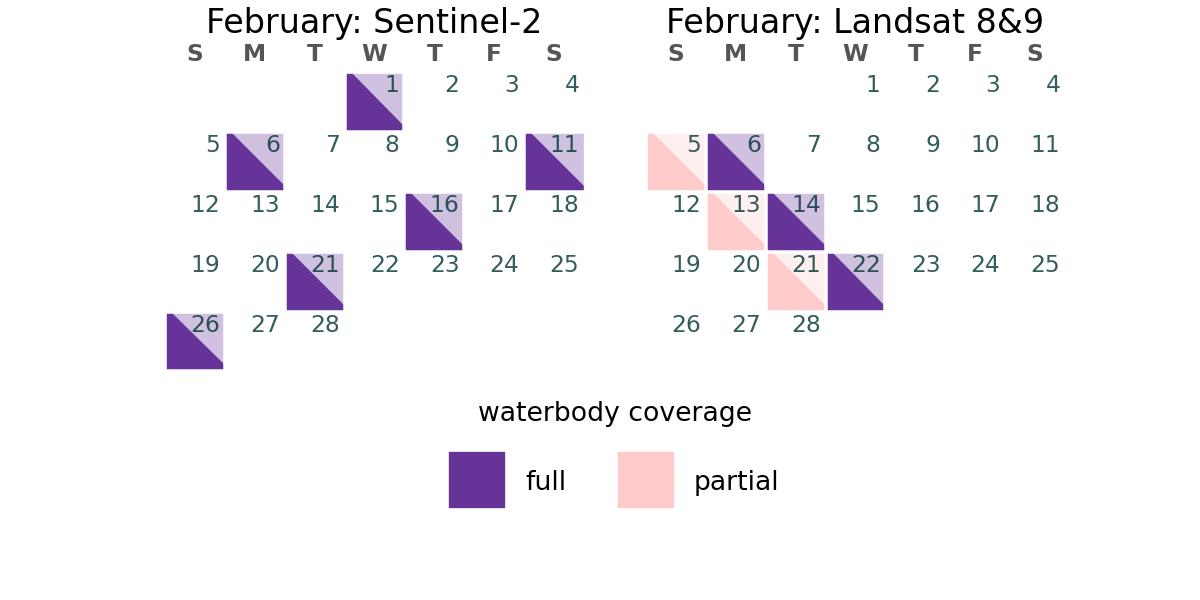 February: Sentinel-2
S M T W T F S
1 2 3 4
5 6 7 8 9 10 11
12 13 14 15 16 17 18
19 20 21 22 23 24 25
26 27 28
February: Landsat 8&9
S M T W T F S
1 2 3 4
5 6 7 8 9 10 11
12 13 14 15 16 17 18
19 20 21 22 23 24 25
26 27 28
waterbody coverage
full partial